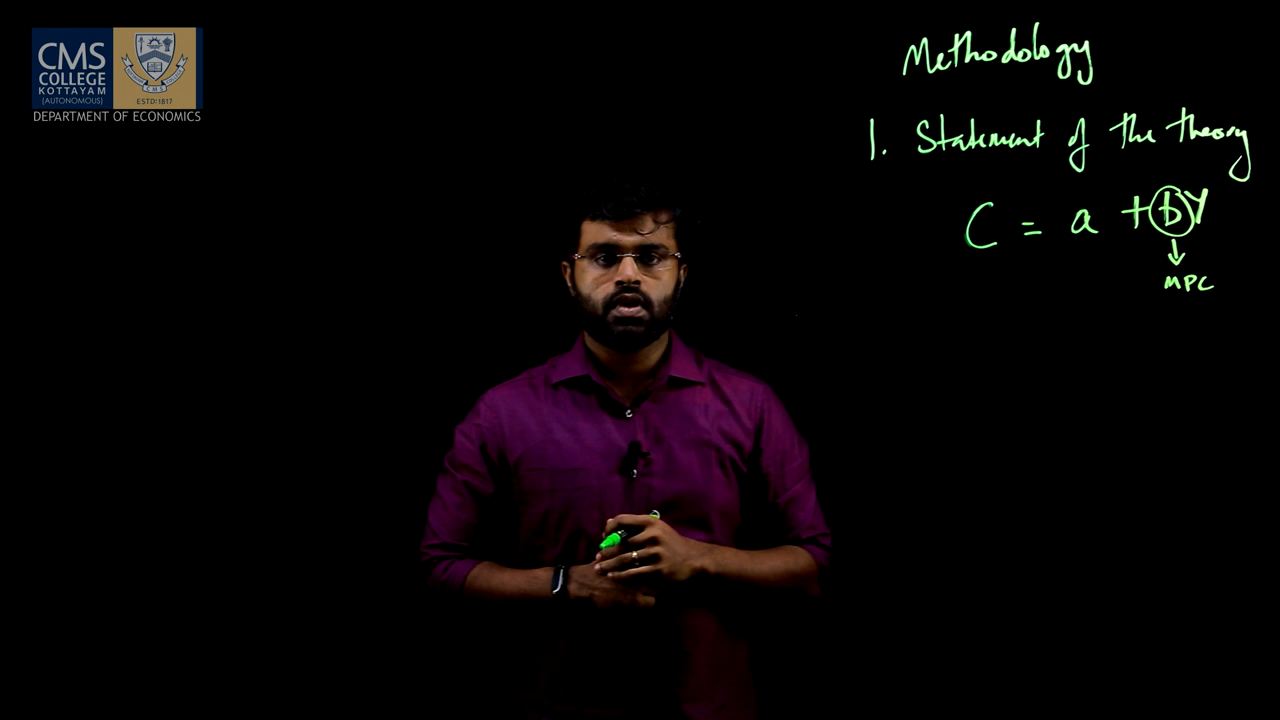 CMS
COLLEGE
KOTTAYAM
(AUTONOMOUS)
ESTD:1817
DEPARTMENT OF ECONOMICS
Methodology
1. Statement of the theory
C = a + bY
↓
MPC